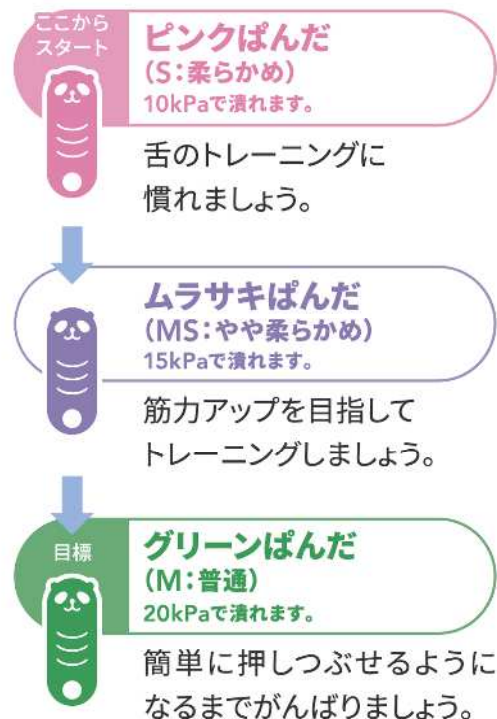 ここから
スタート
ピンクぱんだ
(S:柔らかめ)
10kPaで潰れます。
舌のトレーニングに
慣れましょう。
ムラサキぱんだ
(MS:やや柔らかめ)
15kPaで潰れます。
筋力アップを目指して
トレーニングしましょう。
目標
グリーンぱんだ
(M:普通)
20kPaで潰れます。
簡単に押しつぶせるように
なるまでがんばりましょう。